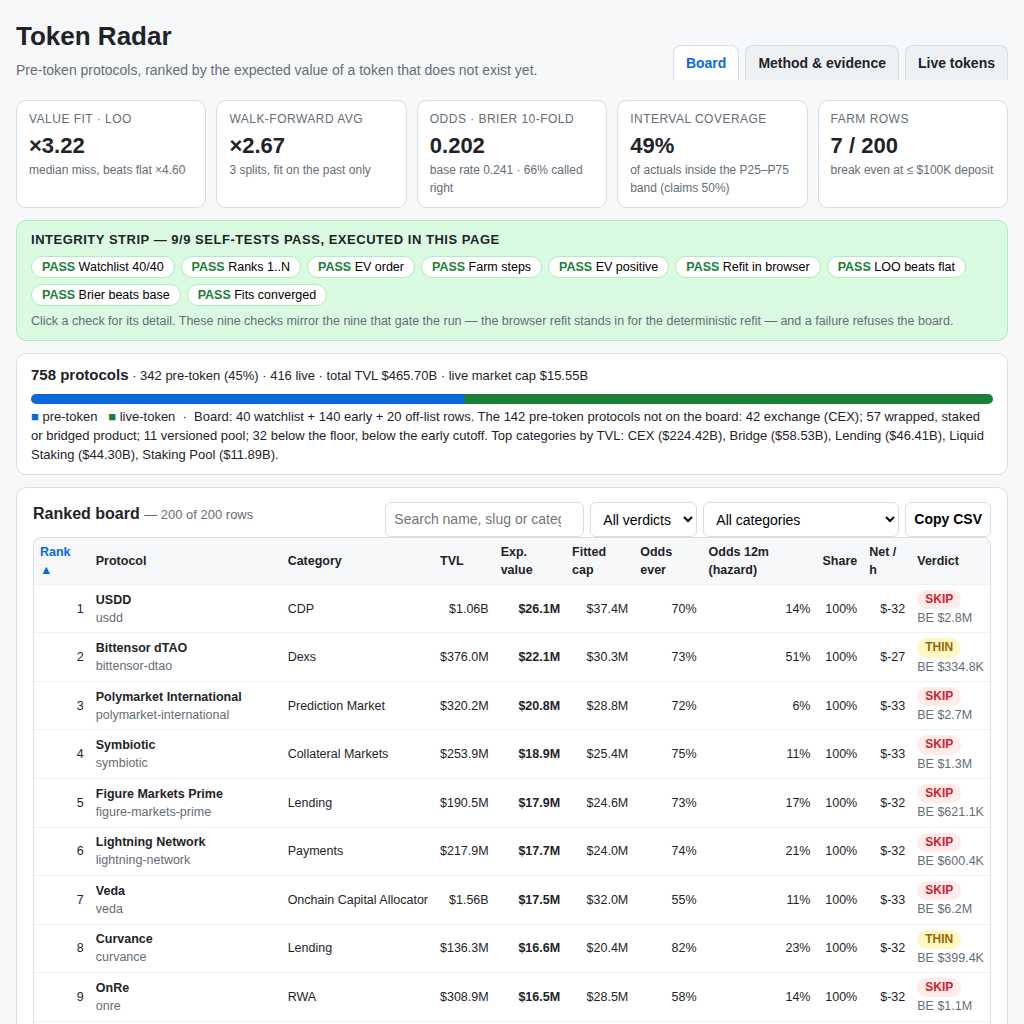 Token Radar
Pre-token protocols, ranked by the expected value of a token that does not exist yet.
Board
Method & evidence
Live tokens
VALUE FIT · LOO
×3.22
median miss, beats flat ×4.60
WALK-FORWARD AVG
×2.67
3 splits, fit on the past only
ODDS · BRIER 10-FOLD
0.202
base rate 0.241 · 66% called
right
INTERVAL COVERAGE
49%
of actuals inside the P25–P75
band (claims 50%)
FARM ROWS
7 / 200
break even at ≤ $100K deposit
INTEGRITY STRIP — 9/9 SELF-TESTS PASS, EXECUTED IN THIS PAGE
PASS Watchlist 40/40
PASS Ranks 1..N
PASS EV order
PASS Farm steps
PASS EV positive
PASS Refit in browser
PASS LOO beats flat
PASS Brier beats base
PASS Fits converged
Click a check for its detail. These nine checks mirror the nine that gate the run — the browser refit stands in for the deterministic refit — and a failure refuses the board.
758 protocols · 342 pre-token (45%) · 416 live · total TVL $465.70B · live market cap $15.55B
■ pre-token ■ live-token · Board: 40 watchlist + 140 early + 20 off-list rows. The 142 pre-token protocols not on the board: 42 exchange (CEX); 57 wrapped, staked
or bridged product; 11 versioned pool; 32 below the floor, below the early cutoff. Top categories by TVL: CEX ($224.42B), Bridge ($58.53B), Lending ($46.41B), Liquid
Staking ($44.30B), Staking Pool ($11.89B).
Ranked board — 200 of 200 rows
Search name, slug or categ
All verdicts
All categories
Copy CSV
Rank ▲ Protocol Category TVL Exp. value Fitted cap Odds ever Odds 12m (hazard) Share Net / h Verdict
1 USDD usdd CDP $1.06B $26.1M $37.4M 70% 14% 100% $-32 SKIP BE $2.8M
2 Bittensor dTAO bittensor-dtao Dexs $376.0M $22.1M $30.3M 73% 51% 100% $-27 THIN BE $334.8K
3 Polymarket International polymarket-international Prediction Market $320.2M $20.8M $28.8M 72% 6% 100% $-33 SKIP BE $2.7M
4 Symbiotic symbiotic Collateral Markets $253.9M $18.9M $25.4M 75% 11% 100% $-33 SKIP BE $1.3M
5 Figure Markets Prime figure-markets-prime Lending $190.5M $17.9M $24.6M 73% 17% 100% $-32 SKIP BE $621.1K
6 Lightning Network lightning-network Payments $217.9M $17.7M $24.0M 74% 21% 100% $-32 SKIP BE $600.4K
7 Veda veda Onchain Capital Allocator $1.56B $17.5M $32.0M 55% 11% 100% $-33 SKIP BE $6.2M
8 Curvance curvance Lending $136.3M $16.6M $20.4M 82% 23% 100% $-32 THIN BE $399.4K
9 OnRe onre RWA $308.9M $16.5M $28.5M 58% 14% 100% $-32 SKIP BE $1.1M